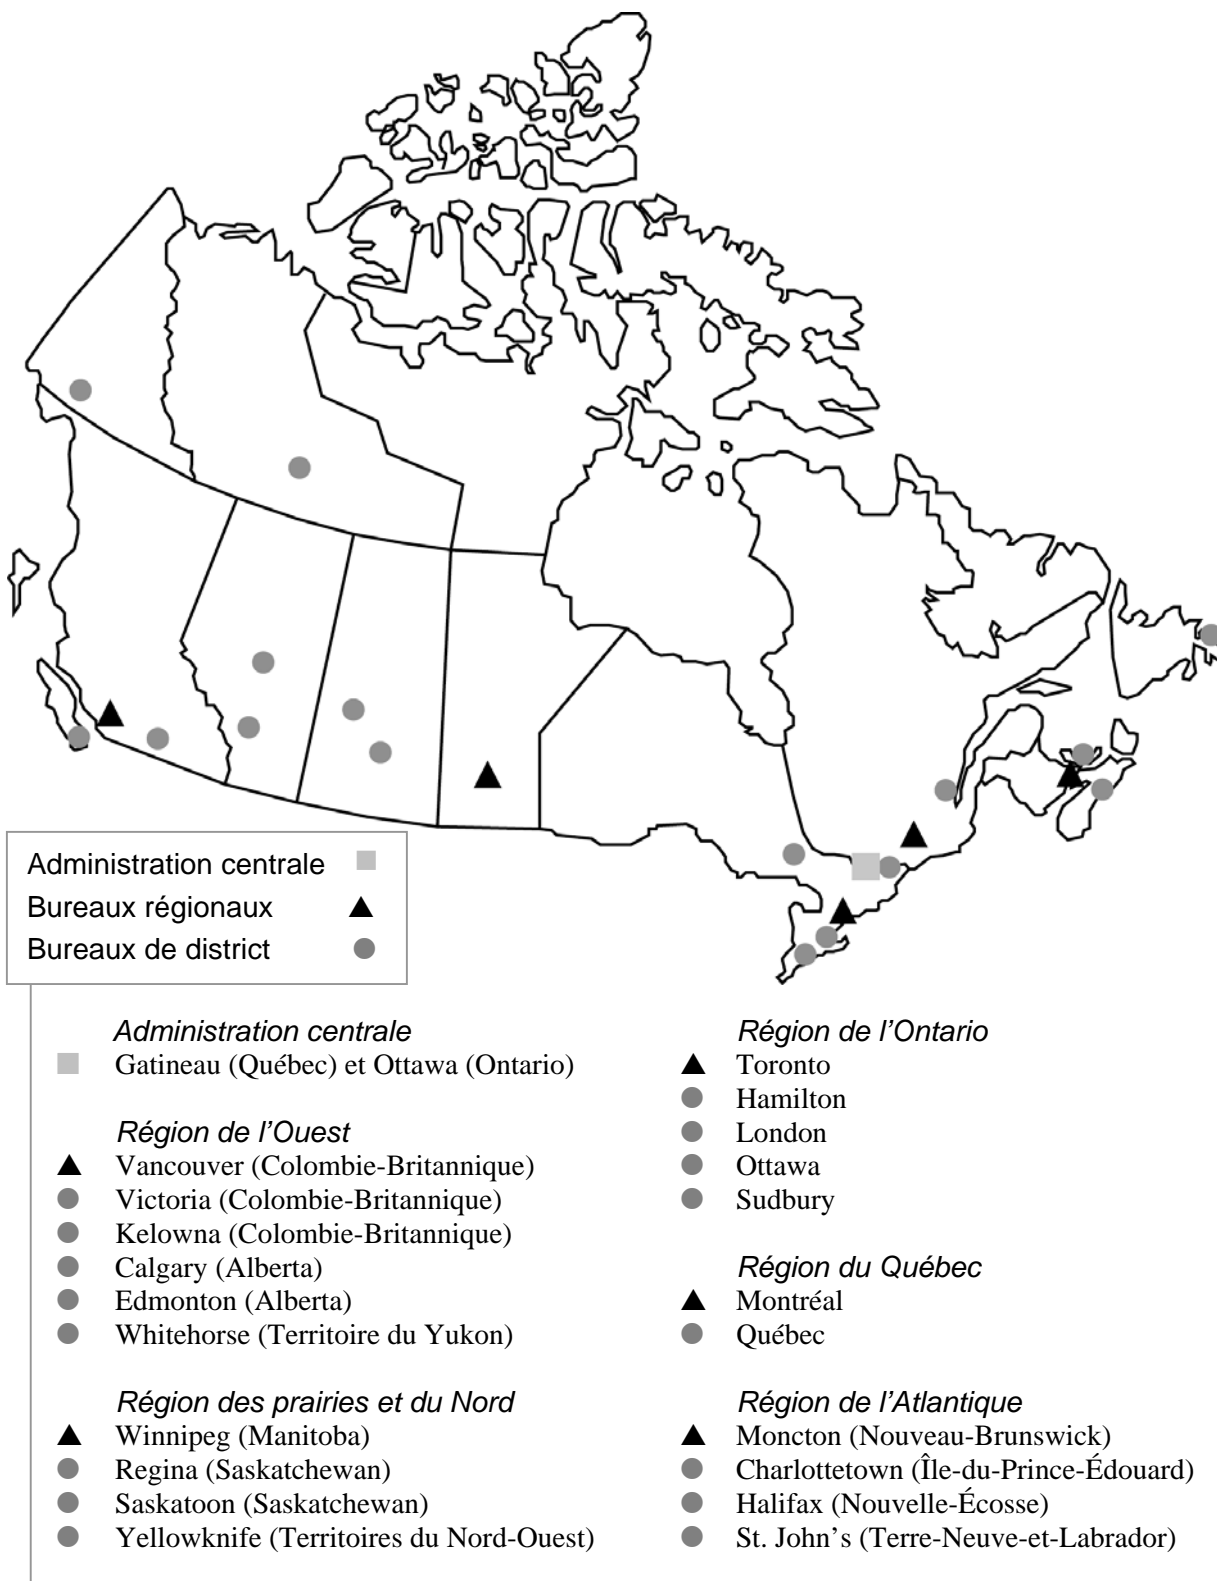 Administration centrale
Bureaux régionaux
Bureaux de district
Administration centrale
Gatineau (Québec) et Ottawa (Ontario)
Région de l’Ouest
Vancouver (Colombie-Britannique)
Victoria (Colombie-Britannique)
Kelowna (Colombie-Britannique)
Calgary (Alberta)
Edmonton (Alberta)
Whitehorse (Territoire du Yukon)
Région des prairies et du Nord
Winnipeg (Manitoba)
Regina (Saskatchewan)
Saskatoon (Saskatchewan)
Yellowknife (Territoires du Nord-Ouest)
Région de l’Ontario
Toronto
Hamilton
London
Ottawa
Sudbury
Région du Québec
Montréal
Québec
Région de l’Atlantique
Moncton (Nouveau-Brunswick)
Charlottetown (Île-du-Prince-Édouard)
Halifax (Nouvelle-Écosse)
St. John’s (Terre-Neuve-et-Labrador)